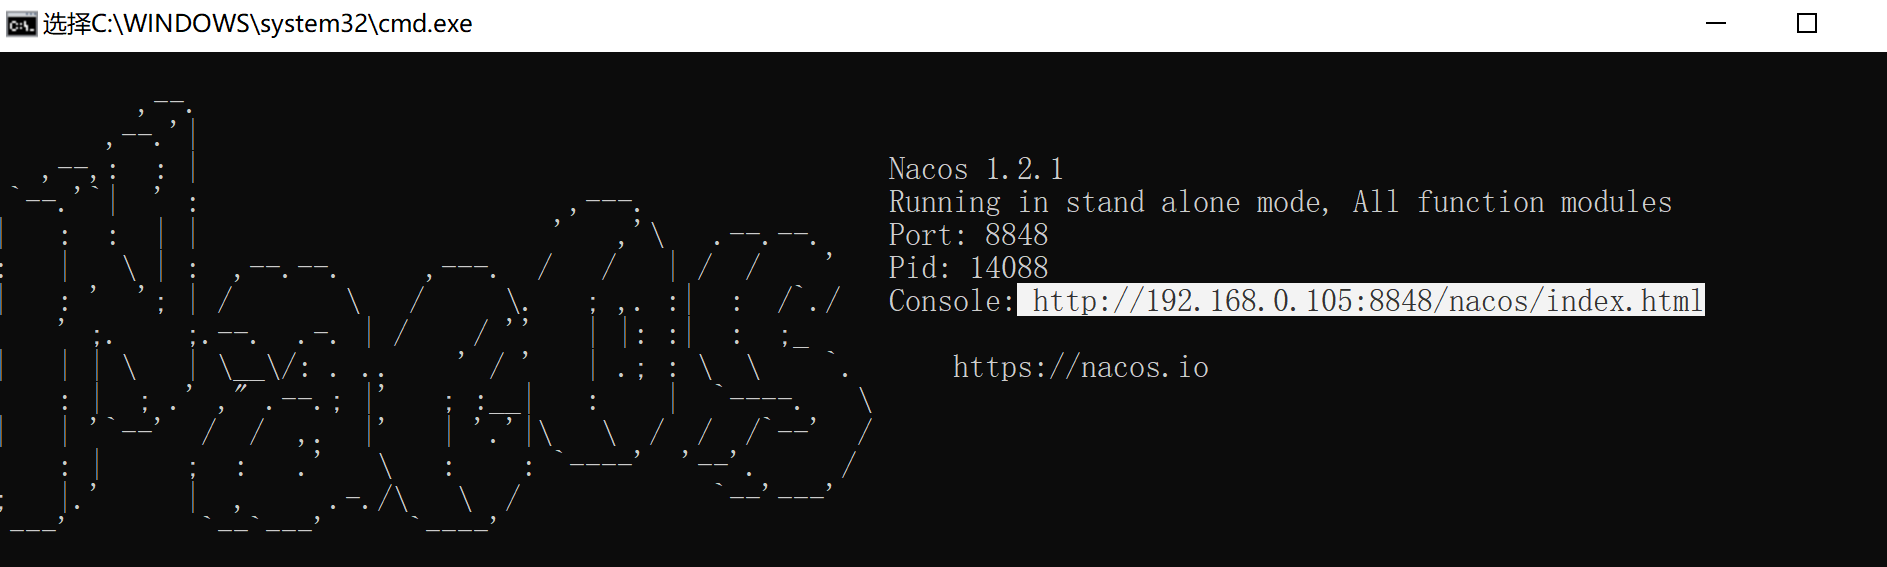 选择C:\WINDOWS\system32\cmd.exe
Nacos 1.2.1
Running in stand alone mode, All function modules
Port: 8848
Pid: 14088
Console: http://192.168.0.105:8848/nacos/index.html
https://nacos.io